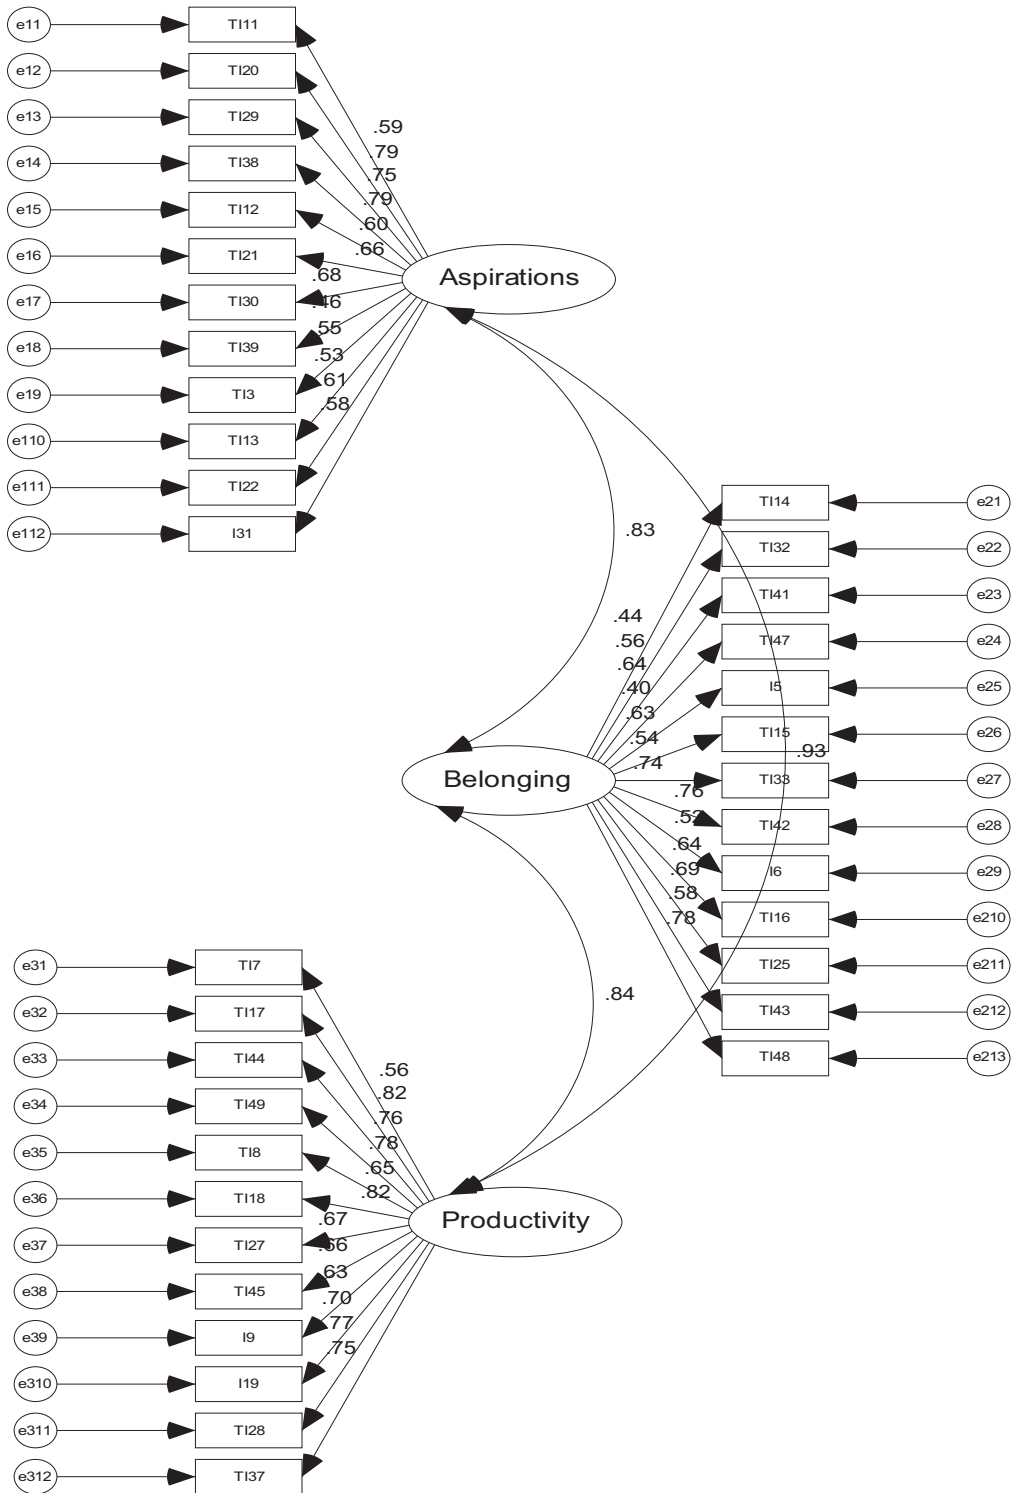 e11 TI11
e12 TI20
e13 TI29
e14 TI38
e15 TI12
e16 TI21
e17 TI30
e18 TI39
e19 TI3
e110 TI13
e111 TI22
e112 I31
.59
.79
.75
.79
.60
.66
.68
.46
.55
.53
.61
.58
Aspirations
.83
TI14 e21
TI32 e22
TI41 e23
TI47 e24
I5 e25
TI15 e26
TI33 e27
TI42 e28
I6 e29
TI16 e210
TI25 e211
TI43 e212
TI48 e213
.44
.56
.64
.40
.63
.54
.74
.76
.64
.69
.58
.78
.93
Belonging
.84
e31 TI7
e32 TI17
e33 TI44
e34 TI49
e35 TI8
e36 TI18
e37 TI27
e38 TI45
e39 I9
e310 I19
e311 TI28
e312 TI37
.56
.82
.76
.78
.65
.82
.67
.66
.63
.70
.77
.75
Productivity